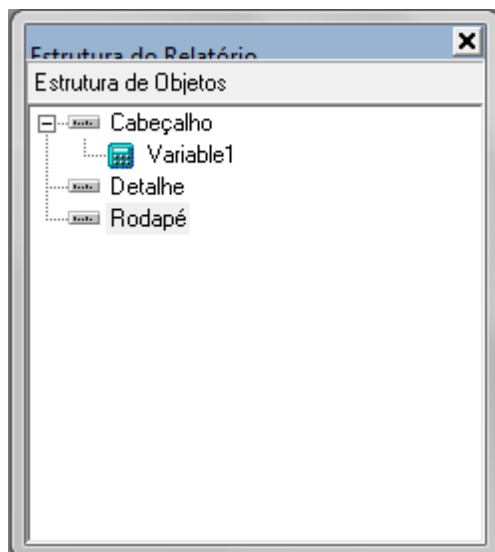 Estrutura do Relatório
Estrutura de Objetos
Cabeçalho
Variable1
Detalhe
Rodapé